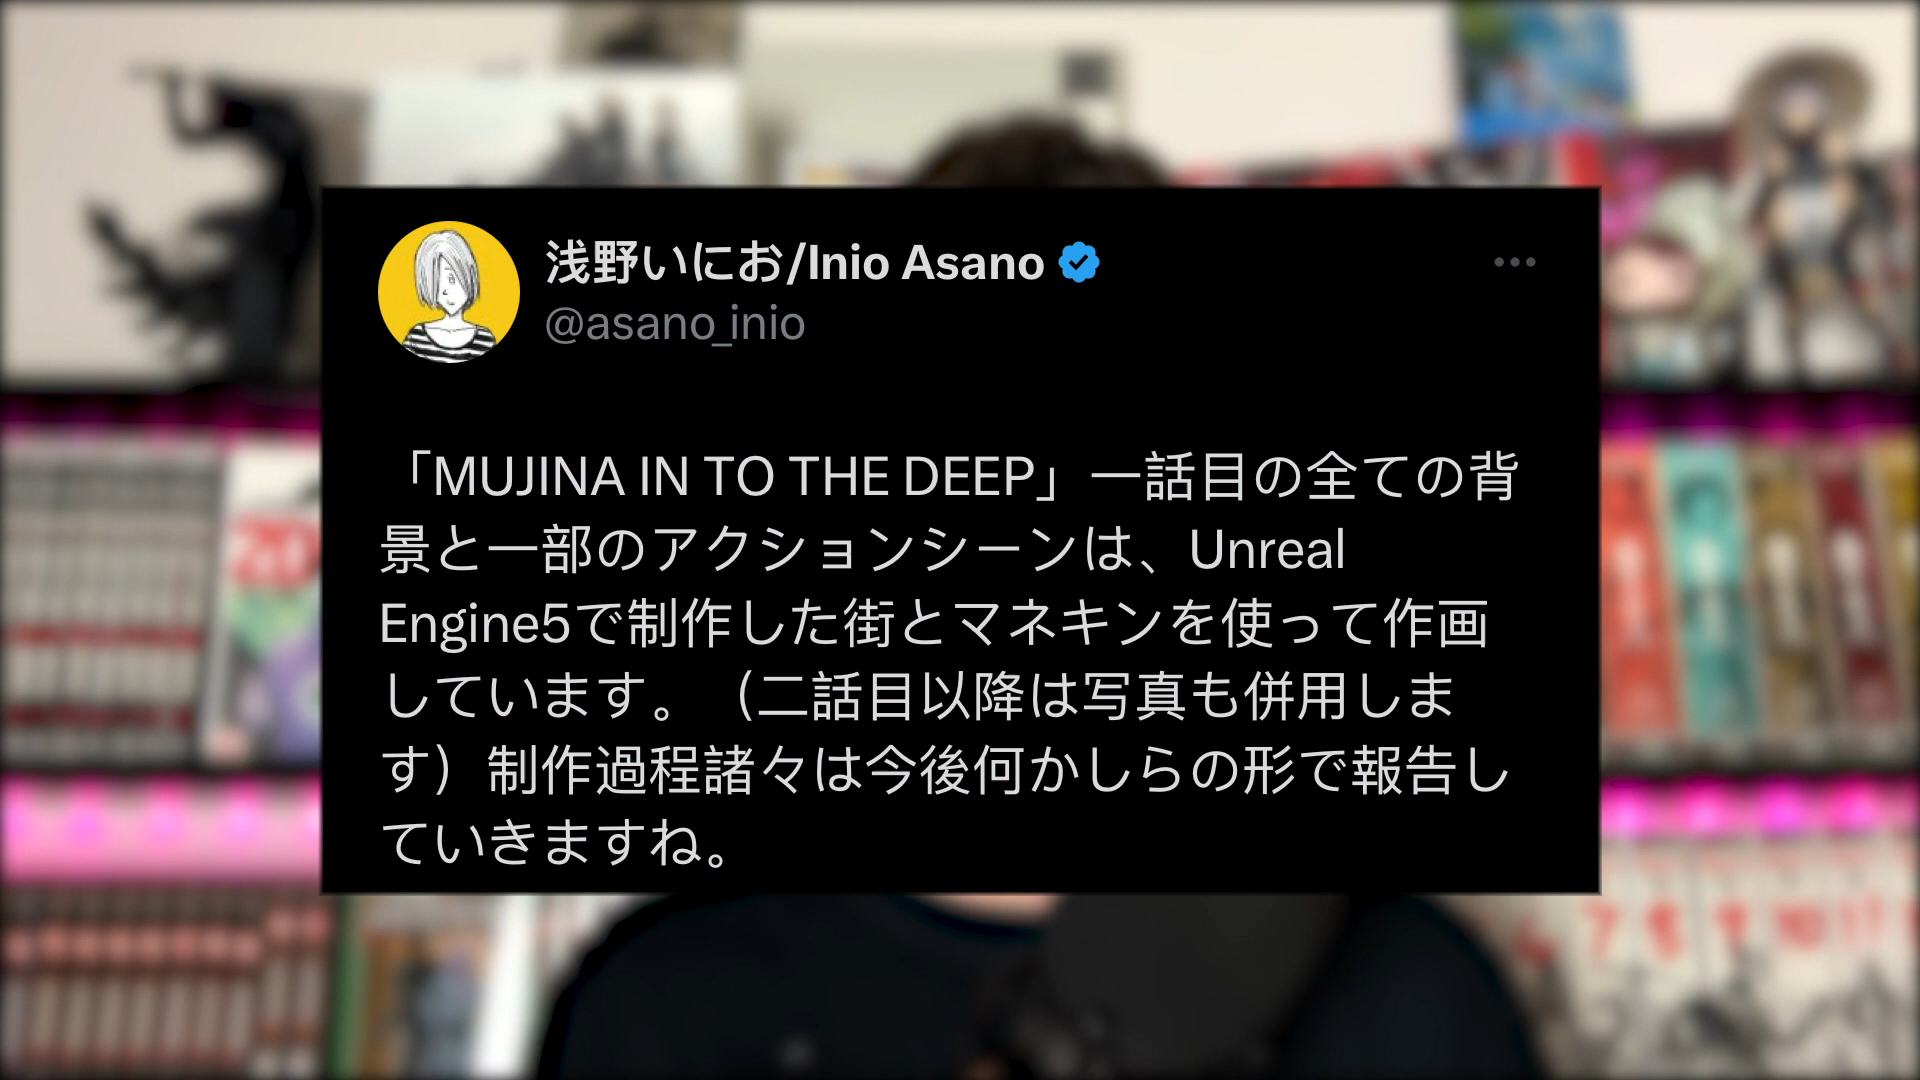 浅野いにお/Inio Asano
@asano_inio
「MUJINA IN TO THE DEEP」一話目の全ての背
景と一部のアクションシーンは、Unreal
Engine5で制作した街とマネキンを使って作画
しています。（二話目以降は写真も併用しま
す）制作過程諸々は今後何かしらの形で報告し
ていきますね。
7 8 9 10 11